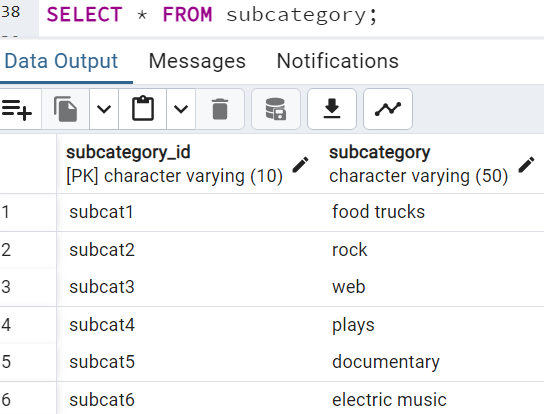 38 SELECT * FROM subcategory;
Data Output Messages Notifications
subcategory_id subcategory
[PK] character varying (10) character varying (50)
1 subcat1 food trucks
2 subcat2 rock
3 subcat3 web
4 subcat4 plays
5 subcat5 documentary
6 subcat6 electric music